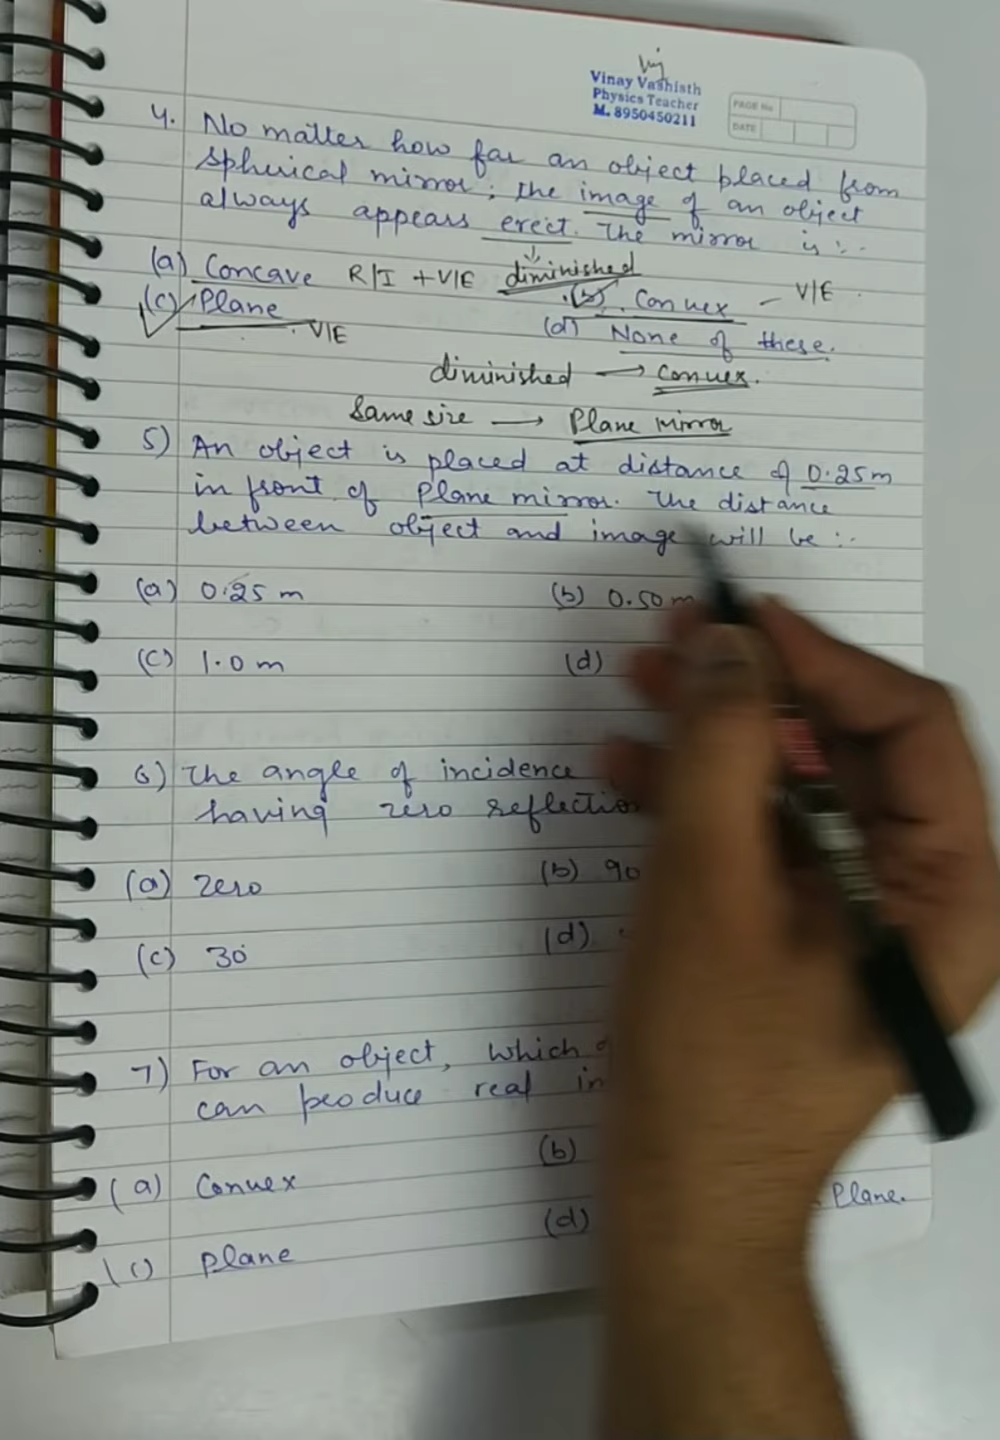 Vinay Vashisth
Physics Teacher
M. 8950450211
PAGE No
DATE
4. No matter how far an object placed from
spherical mirror, the image of an object
always appears erect. The mirror is :-
(a) Concave R/I + V/E diminished
(b) Convex - V/E
(c) Plane V/E
(d) None of these.
diminished → convex.
Same size → Plane mirror
5) An object is placed at distance of 0.25m
in front of plane mirror. The distance
between object and image will be :-
(a) 0.25 m (b) 0.50 m
(c) 1.0 m (d)
6) The angle of incidence
having zero reflection
(a) zero (b) 90
(c) 30 (d)
7) For an object, which
can produce real
(a) Convex (b)
Plane.
(c) plane (d)